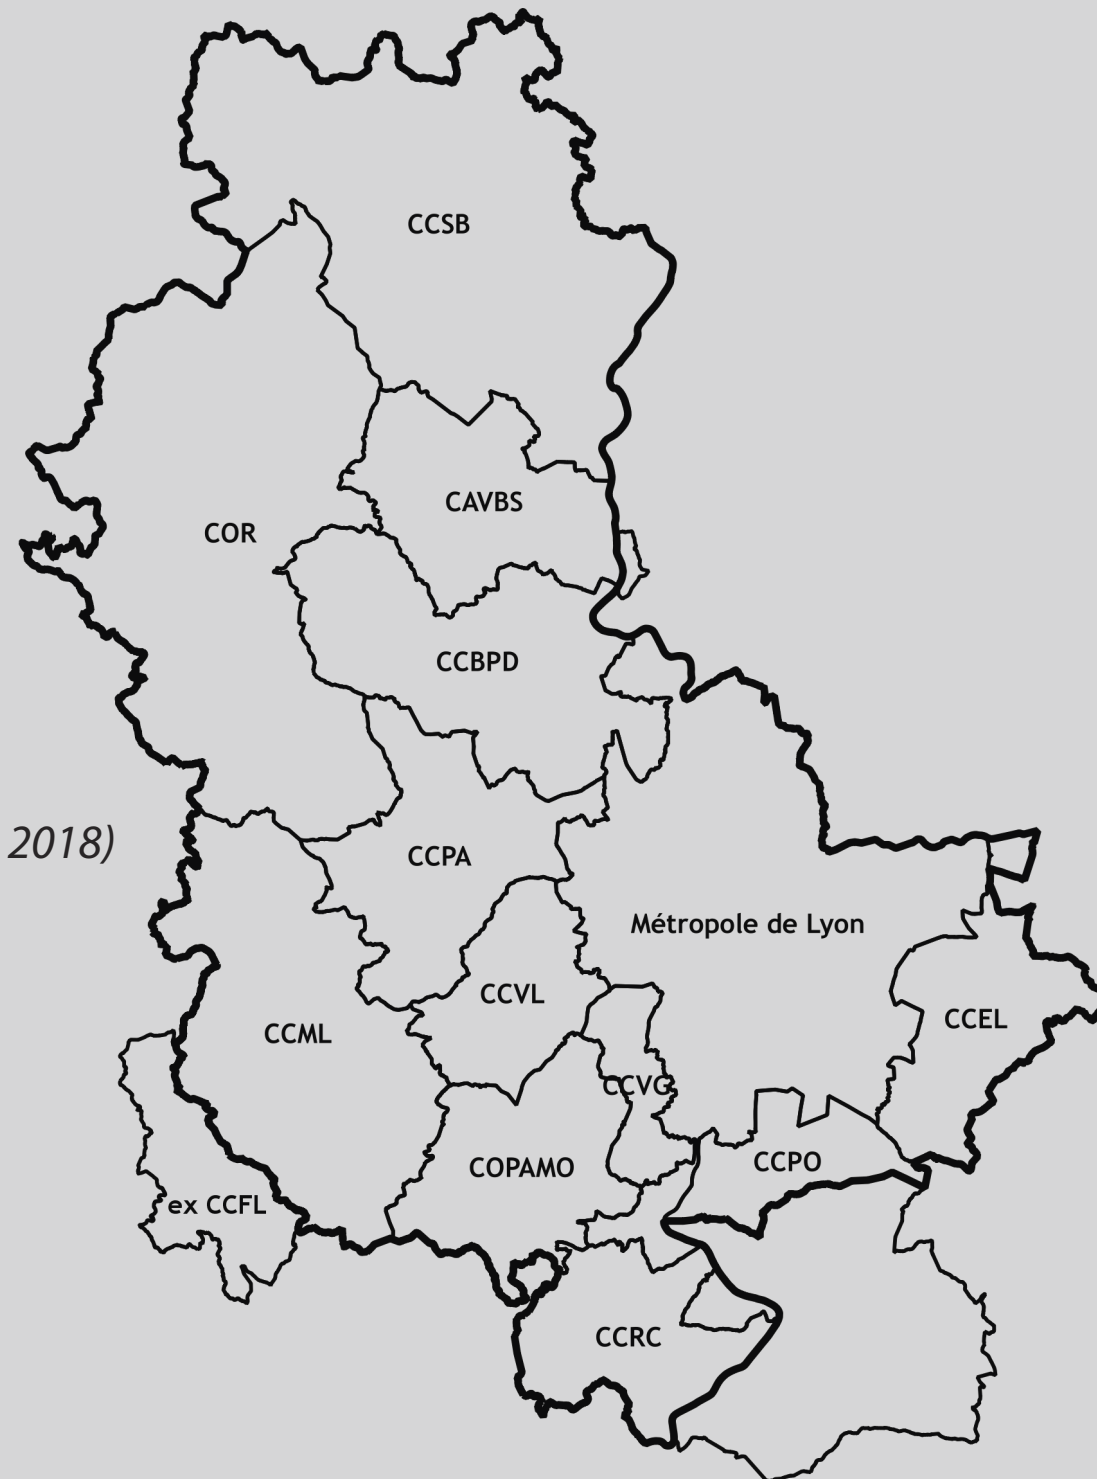 CCSB
CAVBS
COR
CCBPD
2018)
CCPA
Métropole de Lyon
CCVL
CCEL
CCML
CCVG
CCPO
COPAMO
ex CCFL
CCRC